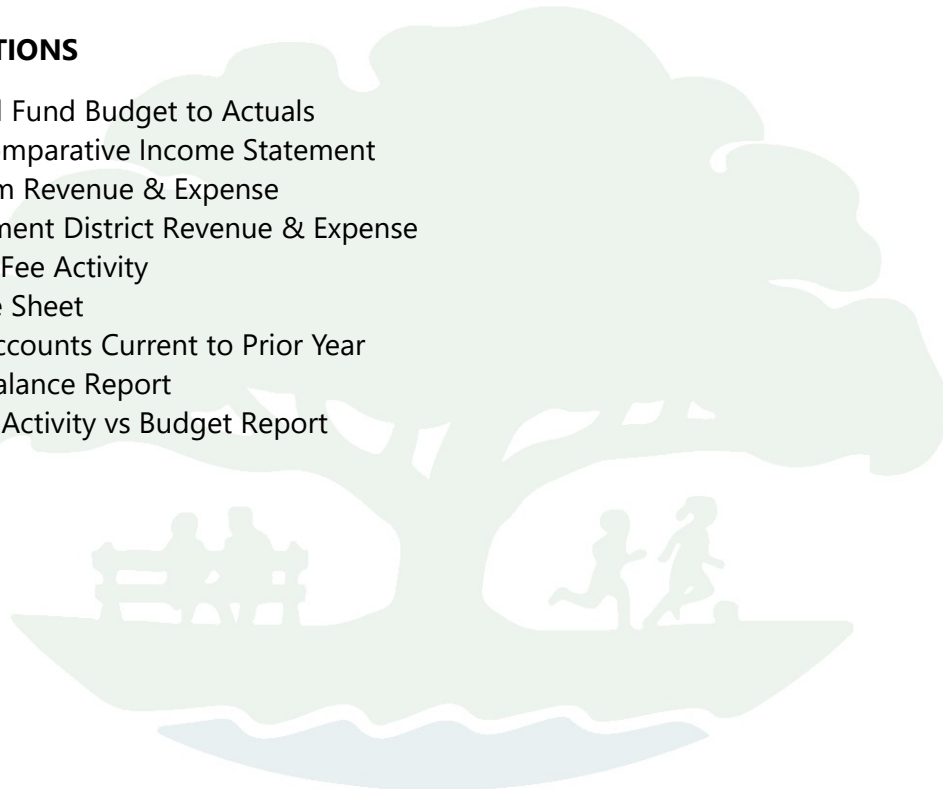 TIONS
Fund Budget to Actuals
mparative Income Statement
m Revenue & Expense
ment District Revenue & Expense
Fee Activity
Sheet
ccounts Current to Prior Year
alance Report
Activity vs Budget Report